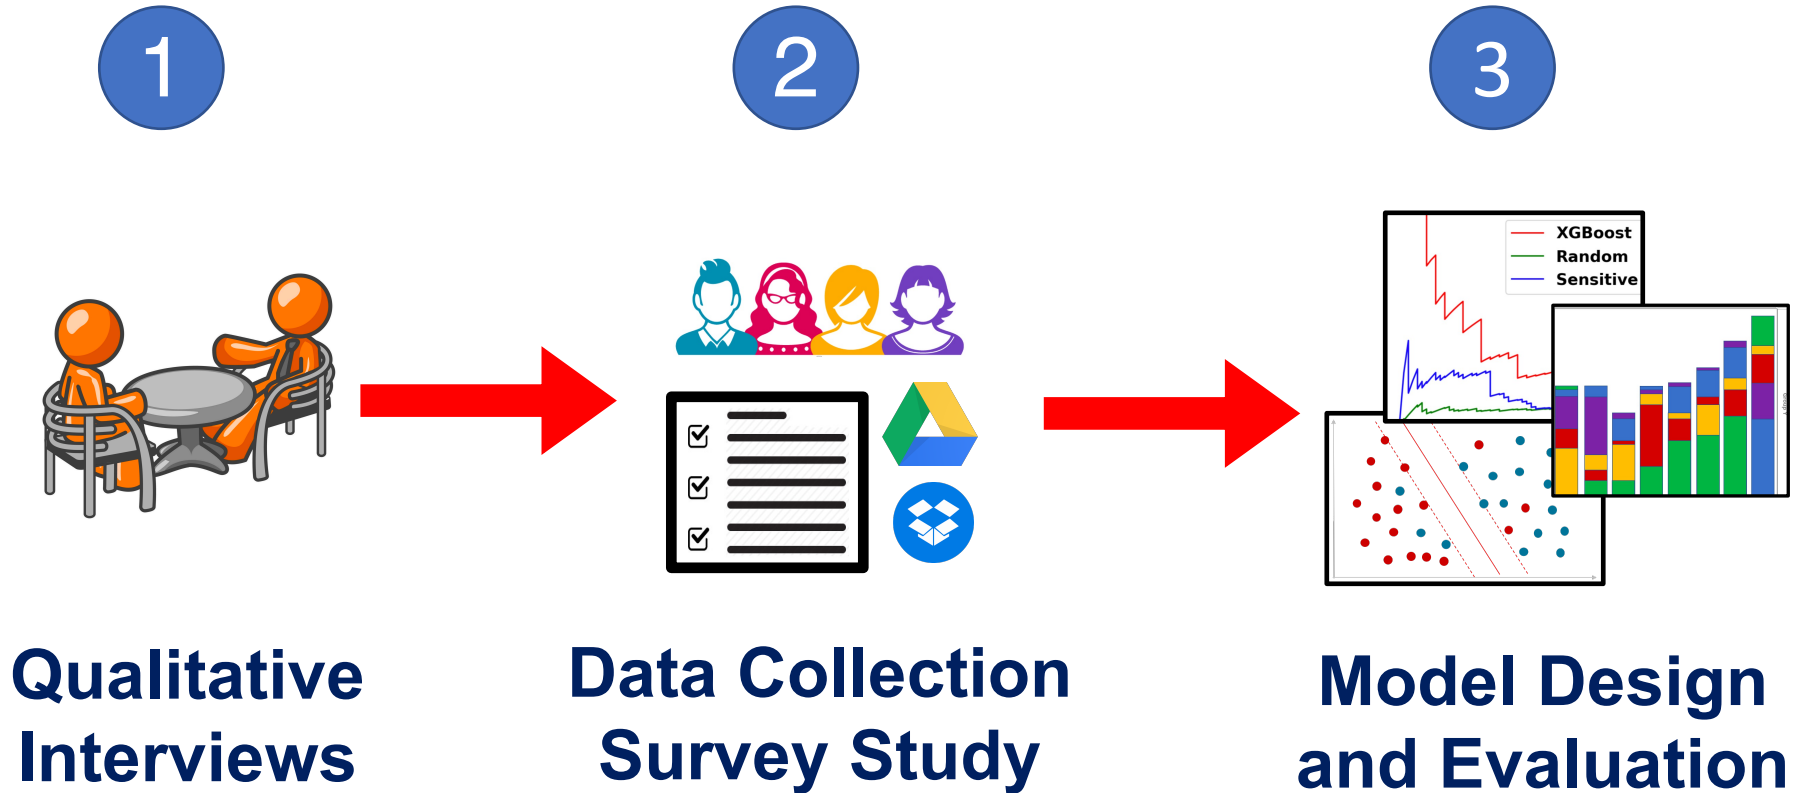 1
2
3
XGBoost
Random
Sensitive
Qualitative
Interviews
Data Collection
Survey Study
Model Design
and Evaluation